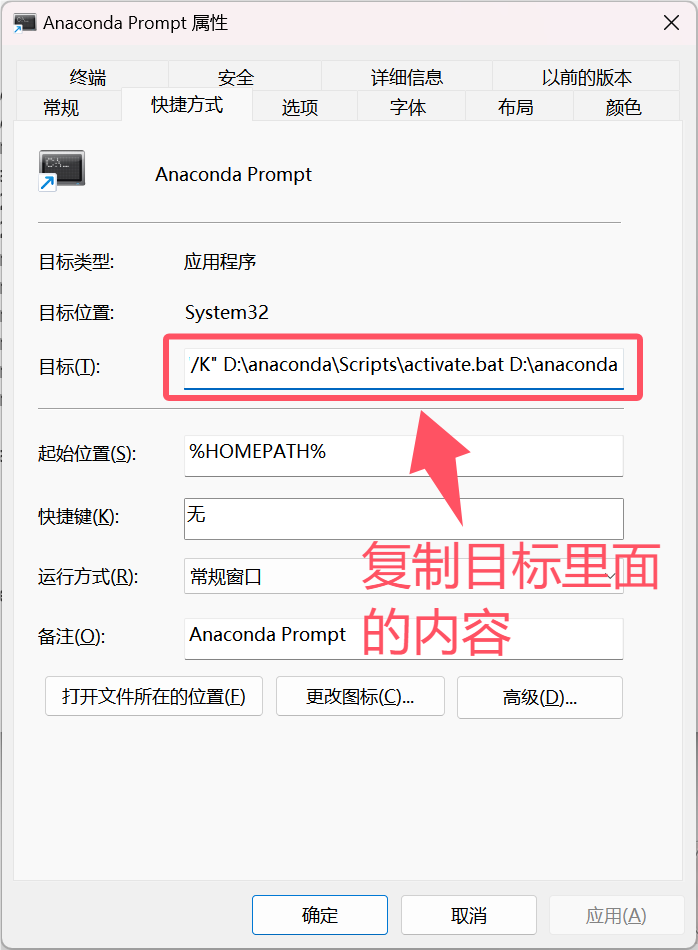 Anaconda Prompt 属性
终端 安全 详细信息 以前的版本
常规 快捷方式 选项 字体 布局 颜色
C:\...
Anaconda Prompt
目标类型: 应用程序
目标位置: System32
目标(T): /K" D:\anaconda\Scripts\activate.bat D:\anaconda
起始位置(S): %HOMEPATH%
快捷键(K): 无
运行方式(R): 常规窗口
复制目标里面
的内容
备注(O): Anaconda Prompt
打开文件所在的位置(F) 更改图标(C)... 高级(D)...
确定 取消 应用(A)